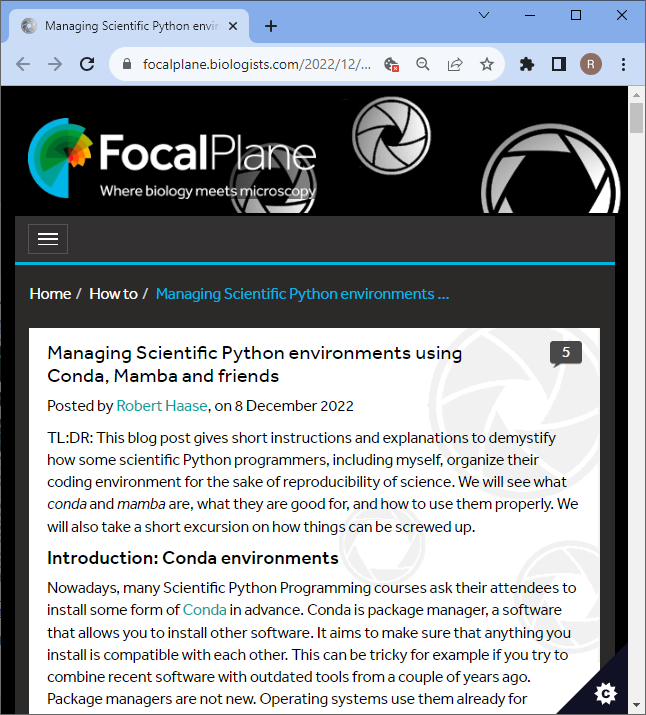 Managing Scientific Python envir
focalplane.biologists.com/2022/12/...
R
FocalPlane
Where biology meets microscopy
Home / How to / Managing Scientific Python environments ...
Managing Scientific Python environments using
Conda, Mamba and friends
5
Posted by Robert Haase, on 8 December 2022
TL:DR: This blog post gives short instructions and explanations to demystify
how some scientific Python programmers, including myself, organize their
coding environment for the sake of reproducibility of science. We will see what
conda and mamba are, what they are good for, and how to use them properly. We
will also take a short excursion on how things can be screwed up.
Introduction: Conda environments
Nowadays, many Scientific Python Programming courses ask their attendees to
install some form of Conda in advance. Conda is package manager, a software
that allows you to install other software. It aims to make sure that anything you
install is compatible with each other. This can be tricky for example if you try to
combine recent software with outdated tools from a couple of years ago.
Package managers are not new. Operating systems use them already for
C